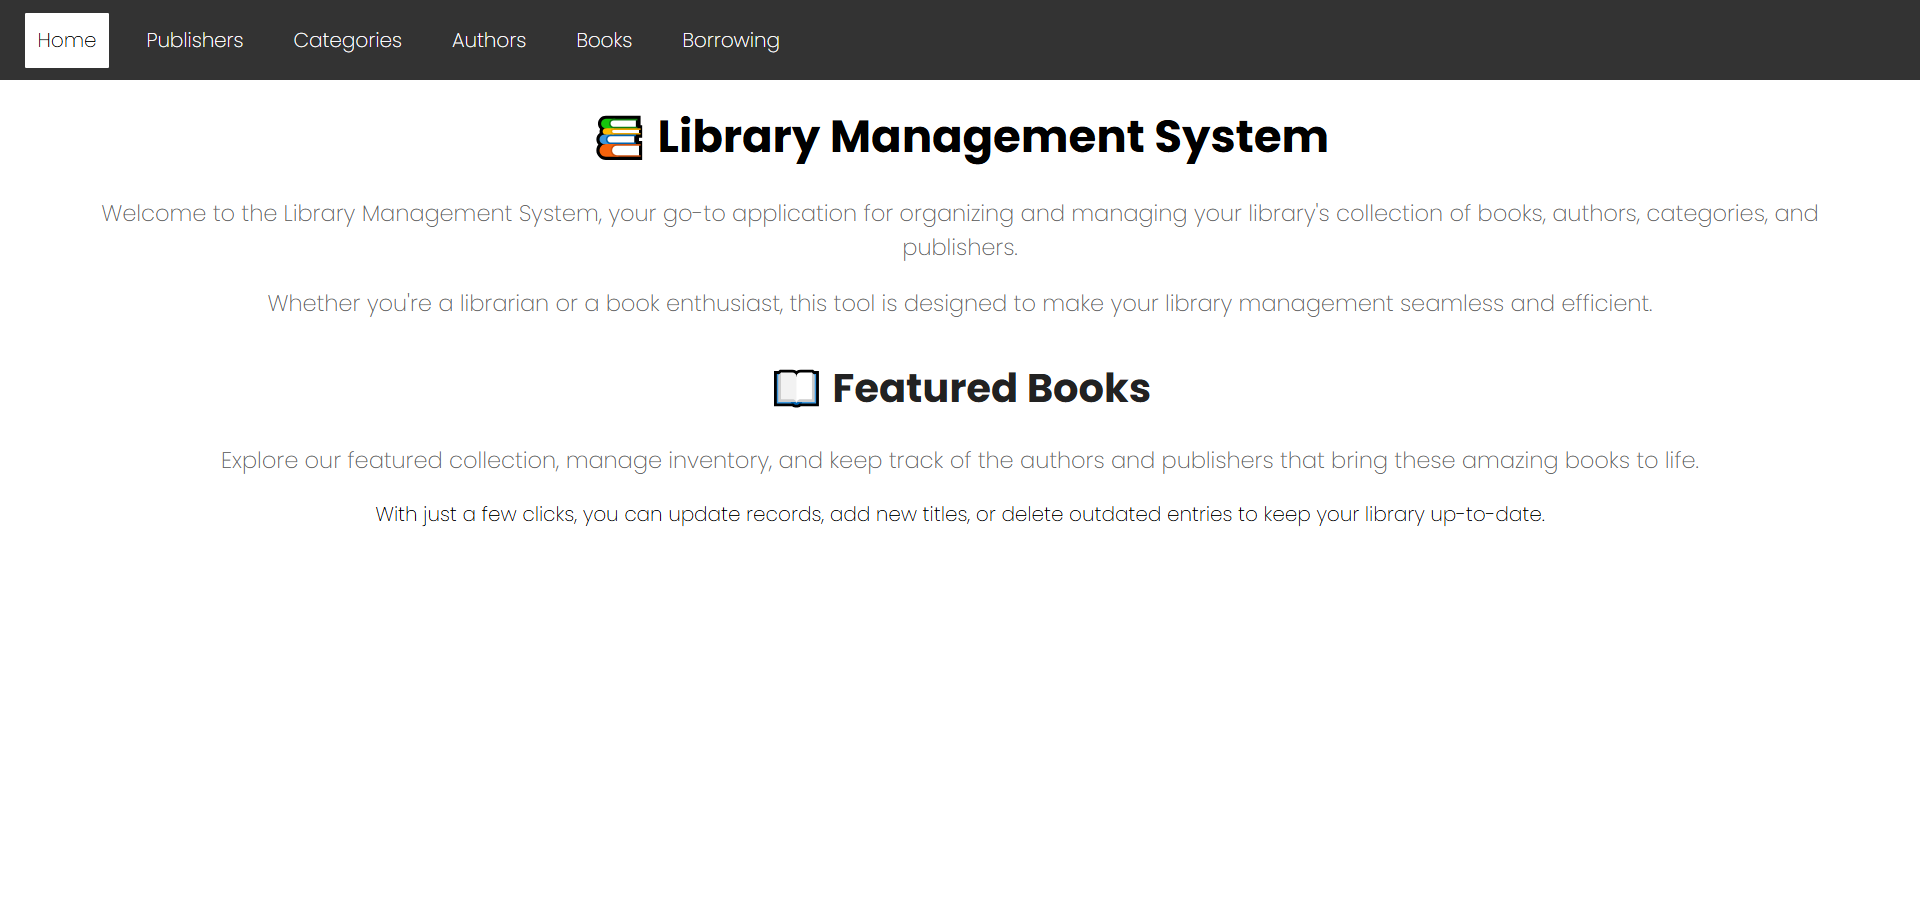 Home Publishers Categories Authors Books Borrowing
📚 Library Management System
Welcome to the Library Management System, your go-to application for organizing and managing your library's collection of books, authors, categories, and
publishers.
Whether you're a librarian or a book enthusiast, this tool is designed to make your library management seamless and efficient.
📖 Featured Books
Explore our featured collection, manage inventory, and keep track of the authors and publishers that bring these amazing books to life.
With just a few clicks, you can update records, add new titles, or delete outdated entries to keep your library up-to-date.